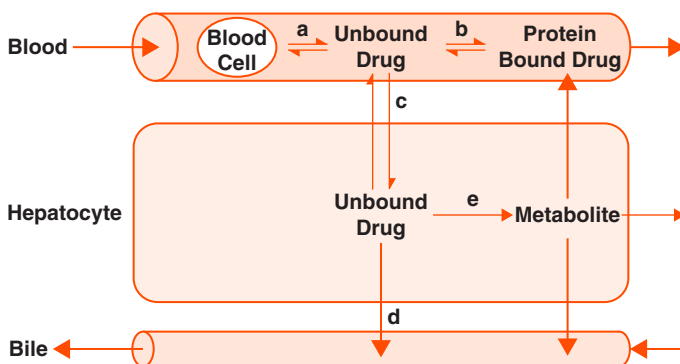 Blood
Blood
Cell
a
Unbound
Drug
b
Protein
Bound Drug
c
Hepatocyte
Unbound
Drug
e
Metabolite
d
Bile